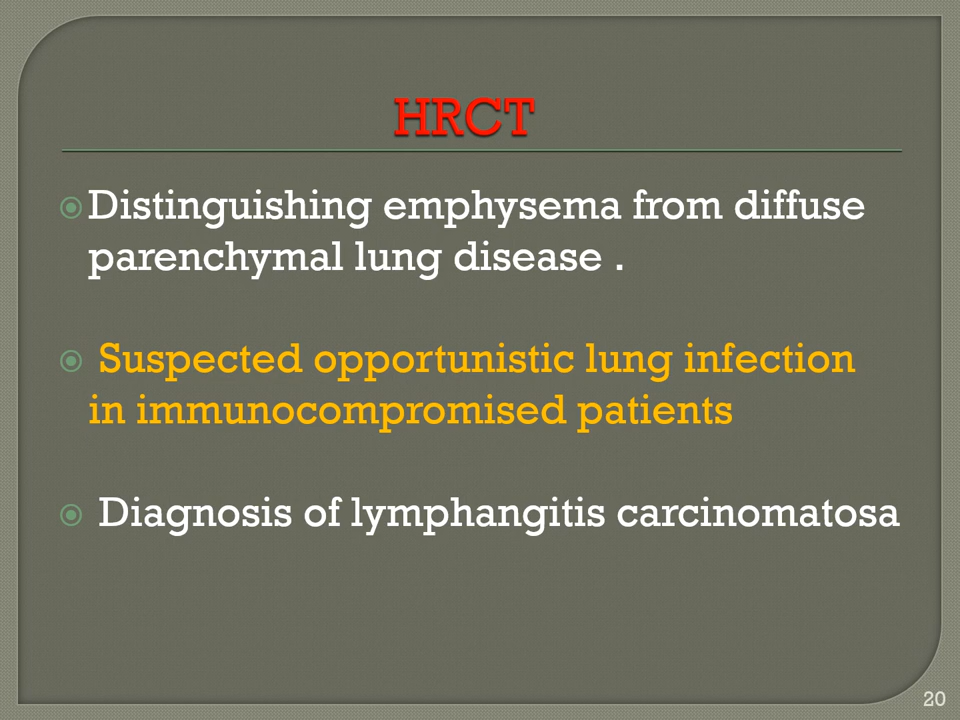 HRCT
Distinguishing emphysema from diffuse
parenchymal lung disease .
Suspected opportunistic lung infection
in immunocompromised patients
Diagnosis of lymphangitis carcinomatosa
20